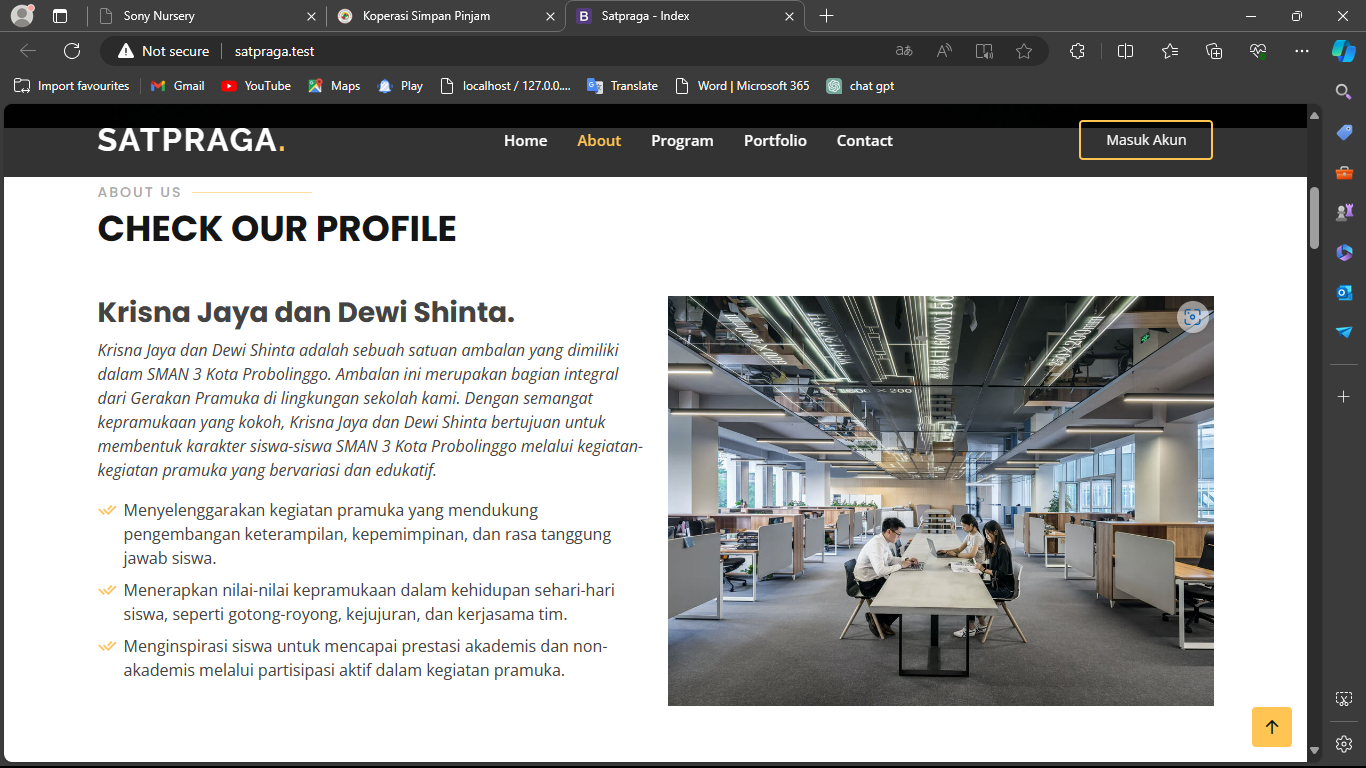 Sony Nursery
Koperasi Simpan Pinjam
Satpraga - Index
Not secure
satpraga.test
Import favourites
Gmail
YouTube
Maps
Play
localhost / 127.0.0....
Translate
Word | Microsoft 365
chat gpt
SATPRAGA.
Home
About
Program
Portfolio
Contact
Masuk Akun
ABOUT US
CHECK OUR PROFILE
Krisna Jaya dan Dewi Shinta.
Krisna Jaya dan Dewi Shinta adalah sebuah satuan ambalan yang dimiliki
dalam SMAN 3 Kota Probolinggo. Ambalan ini merupakan bagian integral
dari Gerakan Pramuka di lingkungan sekolah kami. Dengan semangat
kepramukaan yang kokoh, Krisna Jaya dan Dewi Shinta bertujuan untuk
membentuk karakter siswa-siswa SMAN 3 Kota Probolinggo melalui kegiatan-
kegiatan pramuka yang bervariasi dan edukatif.
Menyelenggarakan kegiatan pramuka yang mendukung
pengembangan keterampilan, kepemimpinan, dan rasa tanggung
jawab siswa.
Menerapkan nilai-nilai kepramukaan dalam kehidupan sehari-hari
siswa, seperti gotong-royong, kejujuran, dan kerjasama tim.
Menginspirasi siswa untuk mencapai prestasi akademis dan non-
akademis melalui partisipasi aktif dalam kegiatan pramuka.